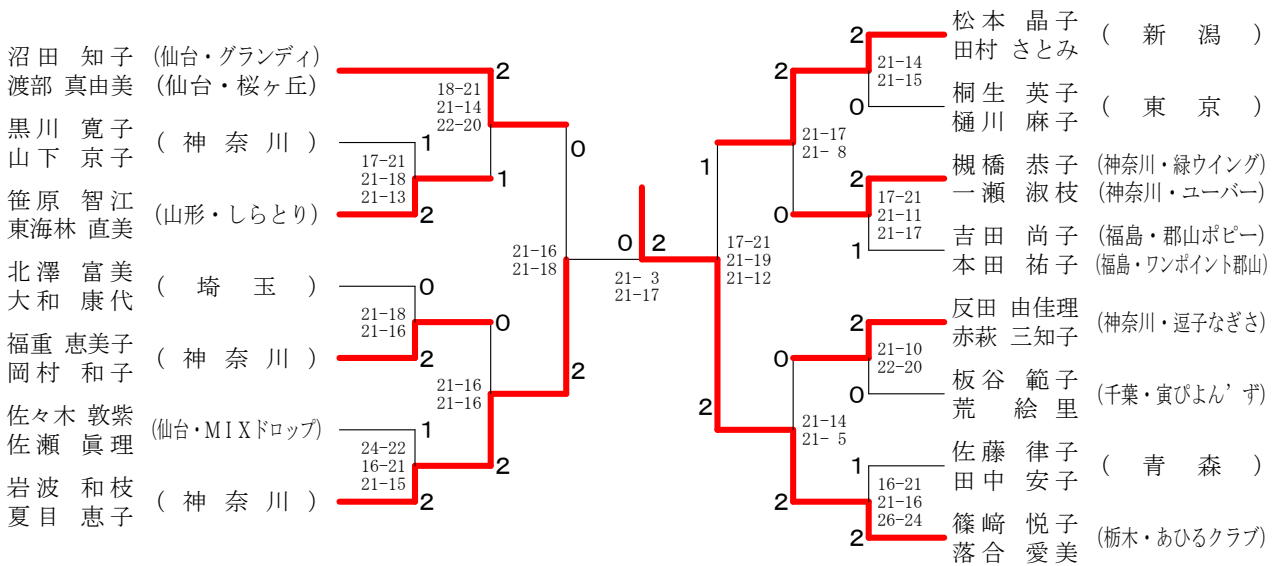 沼田 知子 (仙台・グランディ)
渡部 真由美 (仙台・桜ヶ丘)
2
18-21
21-14
22-20
黒川 寛子
山下 京子
( 神 奈 川 )
1
17-21
21-18
21-13
1
笹原 智江
東海林 直美
(山形・しらとり)
2
0
21-16
21-18
北澤 富美
大和 康代
( 埼 玉 )
0
21-18
21-16
0
福重 恵美子
岡村 和子
( 神 奈 川 )
2
21-16
21-16
2
佐々木 敦紫
佐瀬 眞理
(仙台・MIXドロップ)
1
24-22
16-21
21-15
2
岩波 和枝
夏目 恵子
( 神 奈 川 )
2
0 2
21- 3
21-17
松本 晶子
田村 さとみ
( 新 潟 )
2
21-14
21-15
2
桐生 英子
樋川 麻子
( 東 京 )
0
21-17
21- 8
1
槻橋 恭子 (神奈川・緑ウイング)
一瀬 淑枝 (神奈川・ユーバー)
2
17-21
21-11
21-17
0
吉田 尚子 (福島・郡山ポピー)
本田 祐子 (福島・ワンポイント郡山)
1
17-21
21-19
21-12
反田 由佳理
赤萩 三知子
(神奈川・逗子なぎさ)
2
21-10
22-20
0
板谷 範子
荒 絵里
(千葉・寅ぴよん’ず)
0
21-14
21- 5
2
佐藤 律子
田中 安子
( 青 森 )
1
16-21
21-16
26-24
2
篠﨑 悦子
落合 愛美
(栃木・あひるクラブ)
2